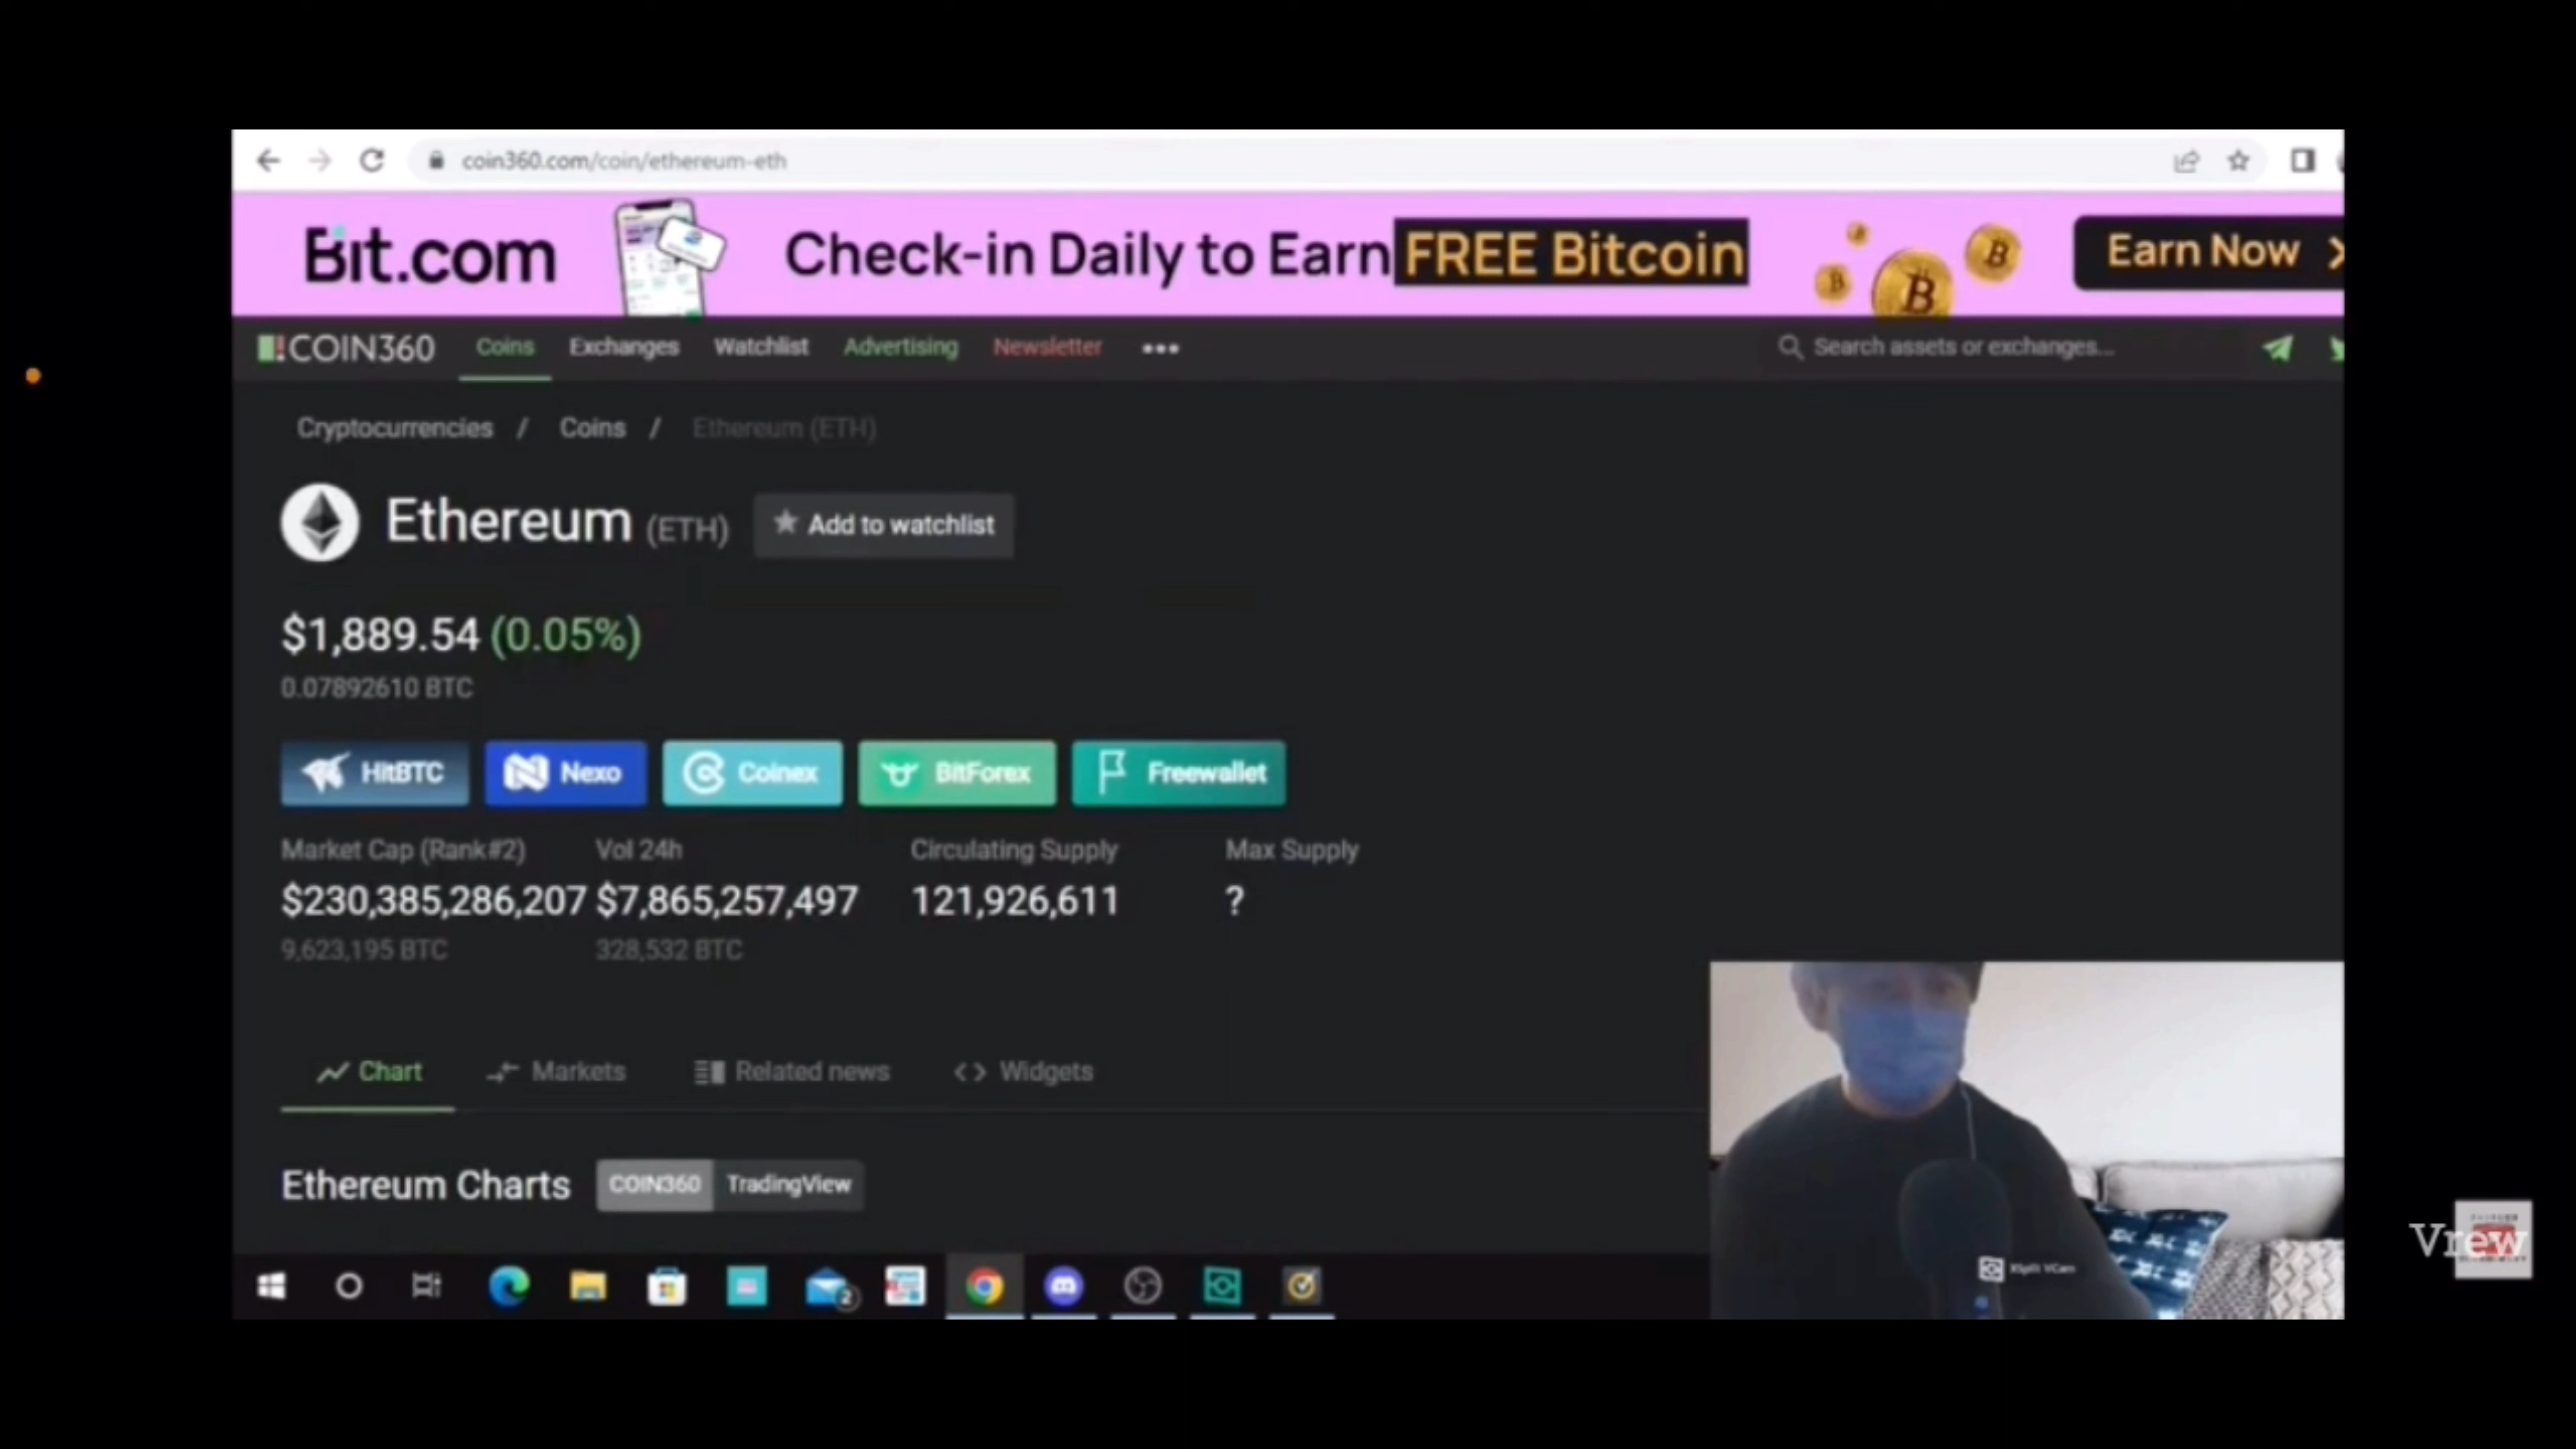 coin360.com/coin/ethereum-eth
Bit.com
Check-in Daily to Earn FREE Bitcoin
Earn Now
COIN360 Coins Exchanges Watchlist Advertising Newsletter •••
Search assets or exchanges...
Cryptocurrencies / Coins / Ethereum (ETH)
Ethereum (ETH)
Add to watchlist
$1,889.54 (0.05%)
0.07892610 BTC
HitBTC Nexo Coinex BitForex Freewallet
Market Cap (Rank#2) Vol 24h Circulating Supply Max Supply
$230,385,286,207 $7,865,257,497 121,926,611 ?
9,623,195 BTC 328,532 BTC
Chart Markets Related news Widgets
Ethereum Charts COIN360 TradingView
2
XSplit VCam
Vrew